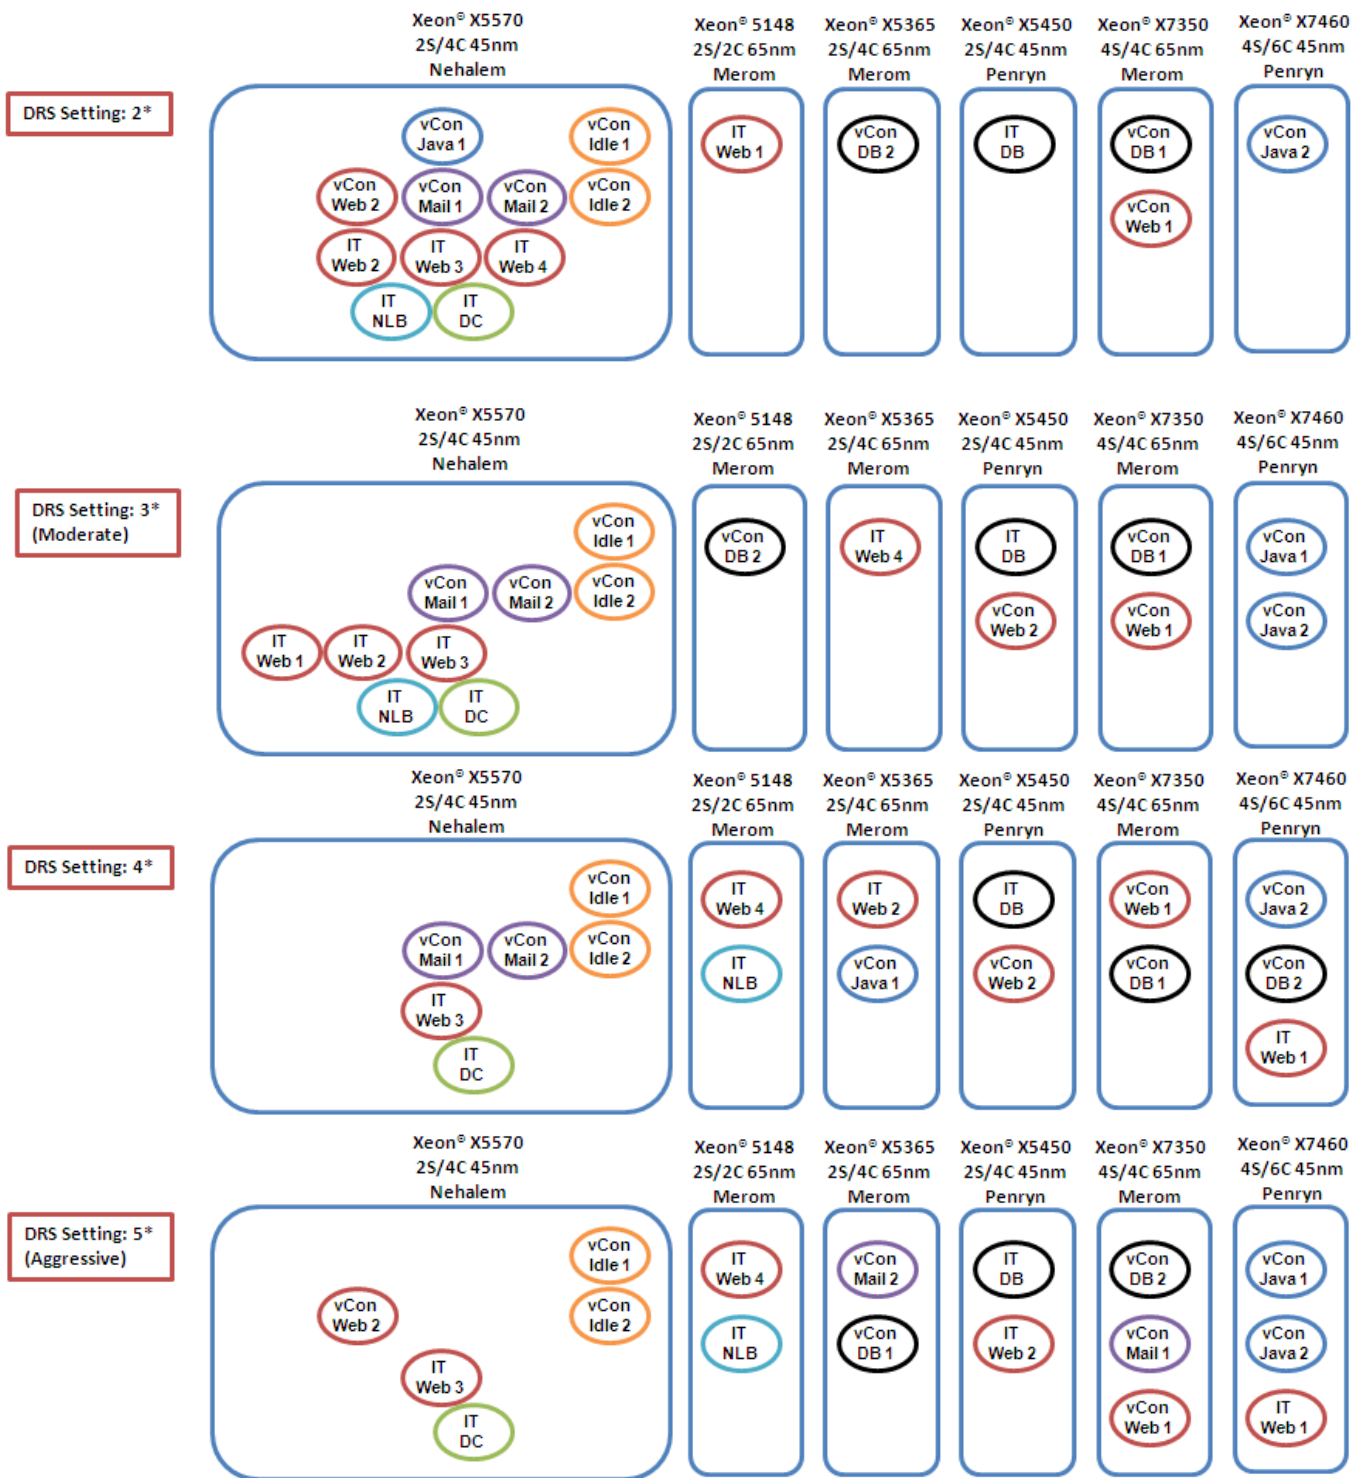 Xeon® X5570
2S/4C 45nm
Nehalem
Xeon® 5148
2S/2C 65nm
Merom
Xeon® X5365
2S/4C 65nm
Merom
Xeon® X5450
2S/4C 45nm
Penryn
Xeon® X7350
4S/4C 65nm
Merom
Xeon® X7460
4S/6C 45nm
Penryn
DRS Setting: 2*
vCon
Java 1
vCon
Idle 1
vCon
Web 2
vCon
Mail 1
vCon
Mail 2
vCon
Idle 2
IT
Web 2
IT
Web 3
IT
Web 4
IT
NLB
IT
DC
IT
Web 1
vCon
DB 2
IT
DB
vCon
DB 1
vCon
Web 1
vCon
Java 2
Xeon® X5570
2S/4C 45nm
Nehalem
Xeon® 5148
2S/2C 65nm
Merom
Xeon® X5365
2S/4C 65nm
Merom
Xeon® X5450
2S/4C 45nm
Penryn
Xeon® X7350
4S/4C 65nm
Merom
Xeon® X7460
4S/6C 45nm
Penryn
DRS Setting: 3*
(Moderate)
vCon
Idle 1
vCon
Mail 1
vCon
Mail 2
vCon
Idle 2
IT
Web 1
IT
Web 2
IT
Web 3
IT
NLB
IT
DC
vCon
DB 2
IT
Web 4
IT
DB
vCon
Web 2
vCon
DB 1
vCon
Web 1
vCon
Java 1
vCon
Java 2
Xeon® X5570
2S/4C 45nm
Nehalem
Xeon® 5148
2S/2C 65nm
Merom
Xeon® X5365
2S/4C 65nm
Merom
Xeon® X5450
2S/4C 45nm
Penryn
Xeon® X7350
4S/4C 65nm
Merom
Xeon® X7460
4S/6C 45nm
Penryn
DRS Setting: 4*
vCon
Idle 1
vCon
Mail 1
vCon
Mail 2
vCon
Idle 2
IT
Web 3
IT
DC
IT
Web 4
IT
NLB
IT
Web 2
vCon
Java 1
IT
DB
vCon
Web 2
vCon
Web 1
vCon
DB 1
vCon
Java 2
vCon
DB 2
IT
Web 1
Xeon® X5570
2S/4C 45nm
Nehalem
Xeon® 5148
2S/2C 65nm
Merom
Xeon® X5365
2S/4C 65nm
Merom
Xeon® X5450
2S/4C 45nm
Penryn
Xeon® X7350
4S/4C 65nm
Merom
Xeon® X7460
4S/6C 45nm
Penryn
DRS Setting: 5*
(Aggressive)
vCon
Idle 1
vCon
Web 2
vCon
Idle 2
IT
Web 3
IT
DC
IT
Web 4
IT
NLB
vCon
Mail 2
vCon
DB 1
IT
DB
IT
Web 2
vCon
DB 2
vCon
Mail 1
vCon
Web 1
vCon
Java 1
vCon
Java 2
IT
Web 1